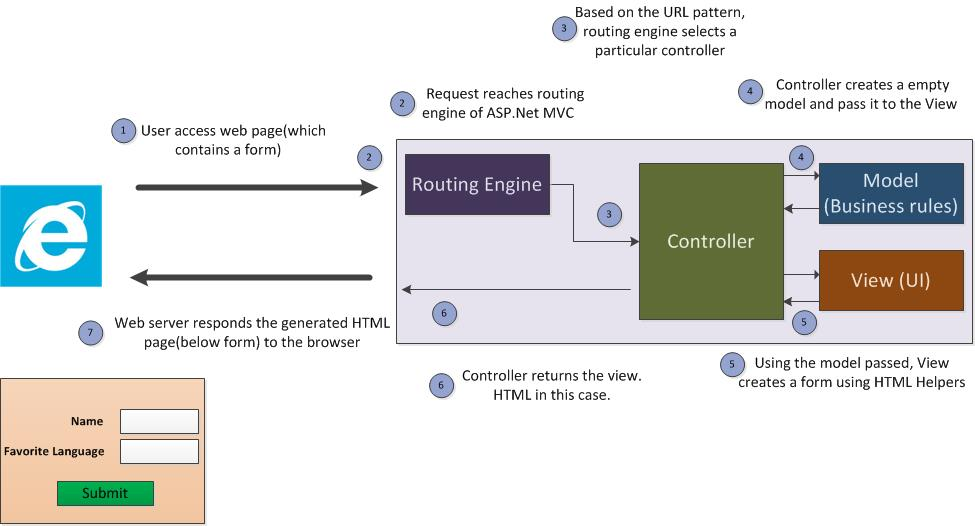 3
Based on the URL pattern,
routing engine selects a
particular controller
4
Controller creates a empty
model and pass it to the View
2
Request reaches routing
engine of ASP.Net MVC
1
User access web page(which
contains a form)
2
Routing Engine
3
Controller
4
Model
(Business rules)
View (UI)
5
6
7
Web server responds the generated HTML
page(below form) to the browser
5
Using the model passed, View
creates a form using HTML Helpers
6
Controller returns the view.
HTML in this case.
Name
Favorite Language
Submit